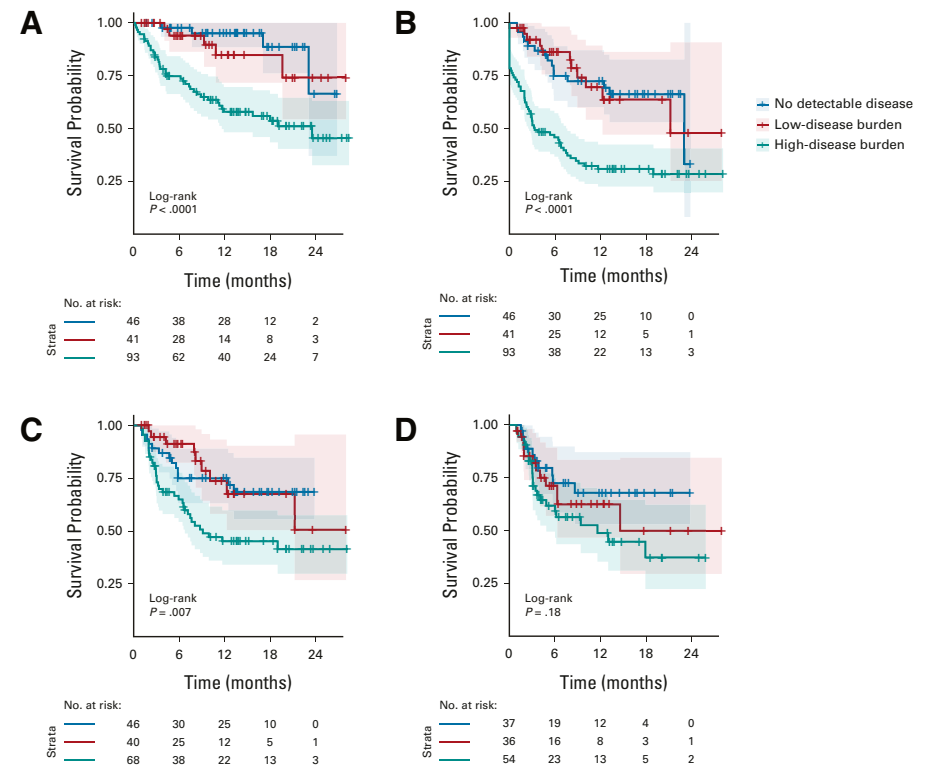 A
1.00
0.75
0.50
0.25
Survival Probability
Log-rank
P < .0001
0 6 12 18 24
Time (months)
No. at risk:
Strata
46 38 28 12 2
41 28 14 8 3
93 62 40 24 7
B
1.00
0.75
0.50
0.25
Survival Probability
Log-rank
P < .0001
0 6 12 18 24
Time (months)
No. at risk:
Strata
46 30 25 10 0
41 25 12 5 1
93 38 22 13 3
No detectable disease
Low-disease burden
High-disease burden
C
1.00
0.75
0.50
0.25
Survival Probability
Log-rank
P = .007
0 6 12 18 24
Time (months)
No. at risk:
Strata
46 30 25 10 0
40 25 12 5 1
68 38 22 13 3
D
1.00
0.75
0.50
0.25
Survival Probability
Log-rank
P = .18
0 6 12 18 24
Time (months)
No. at risk:
Strata
37 19 12 4 0
36 16 8 3 1
54 23 13 5 2